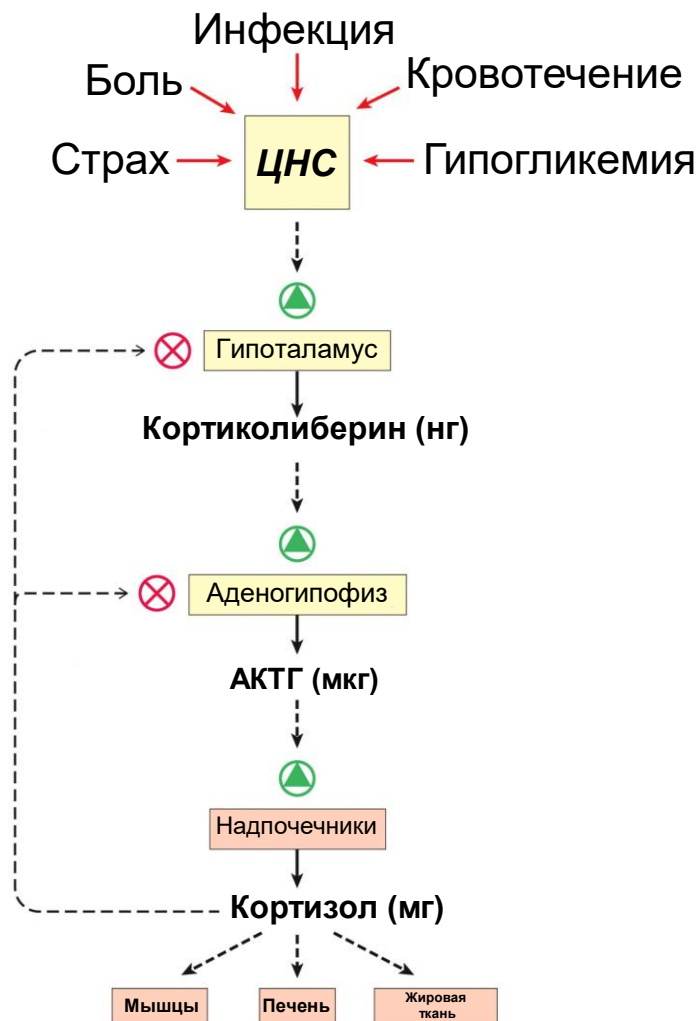 Инфекция
Боль
Кровотечение
Страх
ЦНС
Гипогликемия
Гипоталамус
Кортиколиберин (нг)
Аденогипофиз
АКТГ (мкг)
Надпочечники
Кортизол (мг)
Мышцы
Печень
Жировая
ткань